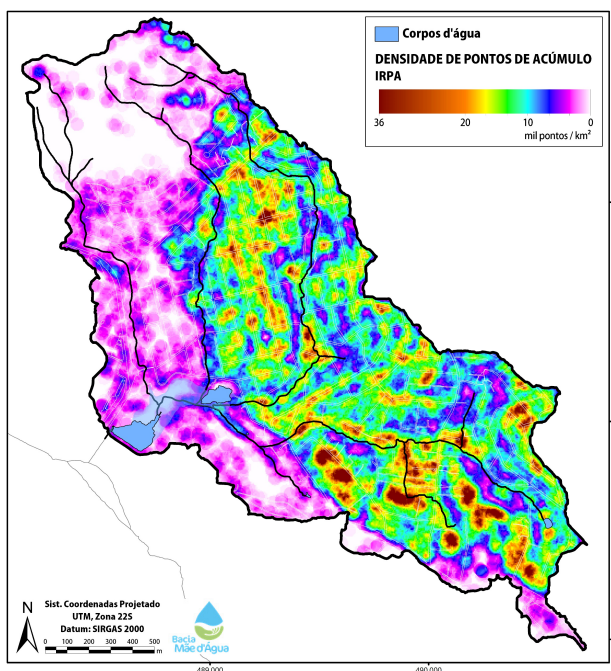 Corpos d'água
DENSIDADE DE PONTOS DE ACÚMULO
IRPA
36 20 10 0
mil pontos / km²
N
Sist. Coordenadas Projetado
UTM, Zona 22S
Datum: SIRGAS 2000
0 100 200 300 400 500
m
Bacia
Mãe d'Água